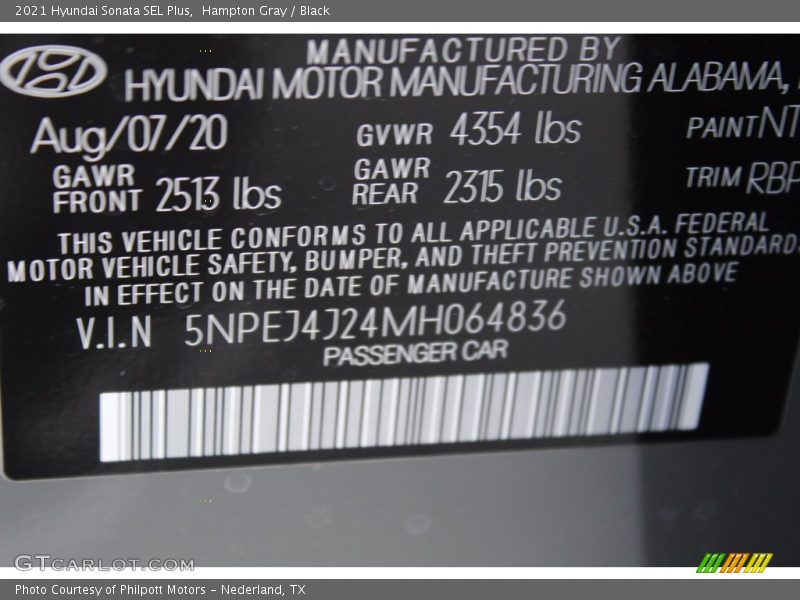 2021 Hyundai Sonata SEL Plus, Hampton Gray / Black
MANUFACTURED BY
HYUNDAI MOTOR MANUFACTURING ALABAMA,
Aug/07/20 GVWR 4354 lbs PAINT NT
GAWR FRONT 2513 lbs GAWR REAR 2315 lbs TRIM RBP
THIS VEHICLE CONFORMS TO ALL APPLICABLE U.S.A. FEDERAL
MOTOR VEHICLE SAFETY, BUMPER, AND THEFT PREVENTION STANDARDS
IN EFFECT ON THE DATE OF MANUFACTURE SHOWN ABOVE
V.I.N 5NPEJ4J24MH064836
PASSENGER CAR
GTCARLOT.COM
Photo Courtesy of Philpott Motors - Nederland, TX